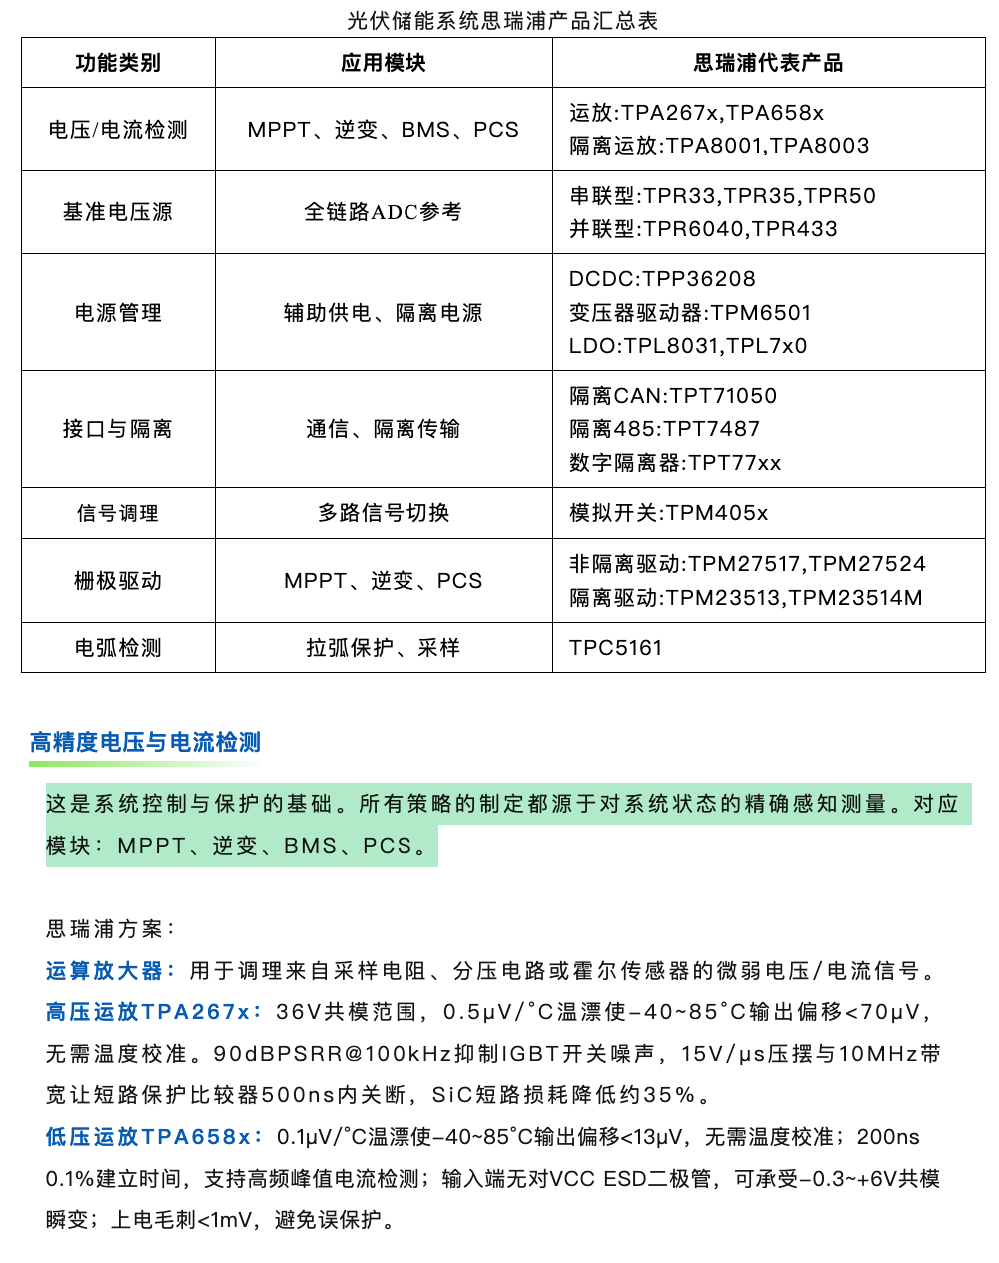 光伏储能系统思瑞浦产品汇总表
功能类别 应用模块 思瑞浦代表产品
电压/电流检测 MPPT、逆变、BMS、PCS 运放:TPA267x,TPA658x
隔离运放:TPA8001,TPA8003
基准电压源 全链路ADC参考 串联型:TPR33,TPR35,TPR50
并联型:TPR6040,TPR433
电源管理 辅助供电、隔离电源 DCDC:TPP36208
变压器驱动器:TPM6501
LDO:TPL8031,TPL7x0
接口与隔离 通信、隔离传输 隔离CAN:TPT71050
隔离485:TPT7487
数字隔离器:TPT77xx
信号调理 多路信号切换 模拟开关:TPM405x
栅极驱动 MPPT、逆变、PCS 非隔离驱动:TPM27517,TPM27524
隔离驱动:TPM23513,TPM23514M
电弧检测 拉弧保护、采样 TPC5161
高精度电压与电流检测
这是系统控制与保护的基础。所有策略的制定都源于对系统状态的精确感知测量。对应
模块：MPPT、逆变、BMS、PCS。
思瑞浦方案：
运算放大器：用于调理来自采样电阻、分压电路或霍尔传感器的微弱电压/电流信号。
高压运放TPA267x：36V共模范围，0.5μV/°C温漂使−40~85°C输出偏移<70μV，
无需温度校准。90dBPSRR@100kHz抑制IGBT开关噪声，15V/μs压摆与10MHz带
宽让短路保护比较器500ns内关断，SiC短路损耗降低约35%。
低压运放TPA658x：0.1μV/°C温漂使−40~85°C输出偏移<13μV，无需温度校准；200ns
0.1%建立时间，支持高频峰值电流检测；输入端无对VCC ESD二极管，可承受−0.3~+6V共模
瞬变；上电毛刺<1mV，避免误保护。